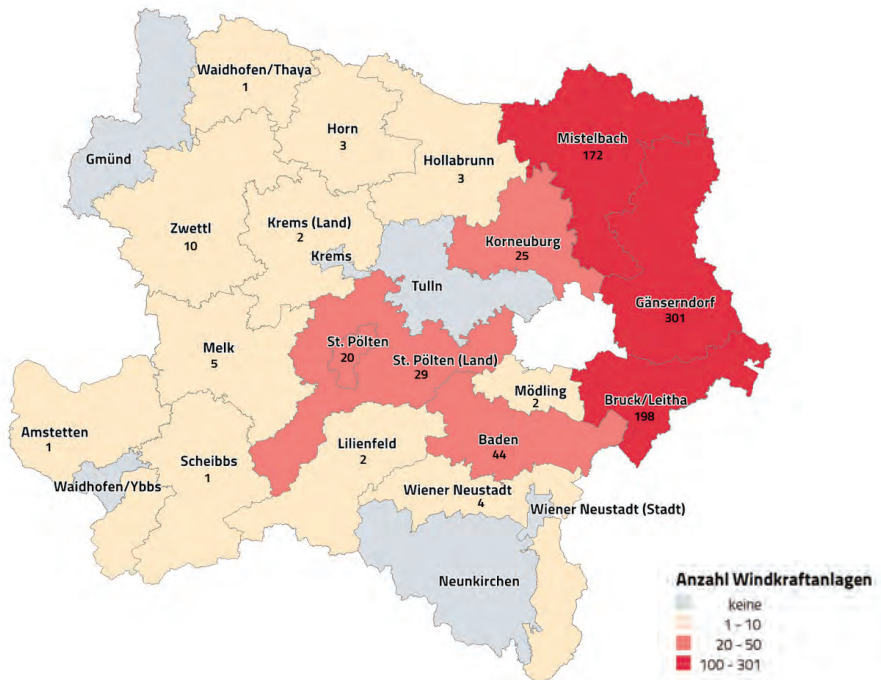 Waidhofen/Thaya
1
Horn
3
Mistelbach
172
Gmünd
Hollabrunn
3
Zwettl
10
Krems (Land)
2
Krems
Korneuburg
25
Tulln
Gänserndorf
301
Melk
5
St. Pölten
20
St. Pölten (Land)
29
Mödling
2
Bruck/Leitha
198
Amstetten
1
Lilienfeld
2
Baden
44
Scheibbs
1
Waidhofen/Ybbs
Wiener Neustadt
4
Wiener Neustadt (Stadt)
Neunkirchen
Anzahl Windkraftanlagen
keine
1 - 10
20 - 50
100 - 301